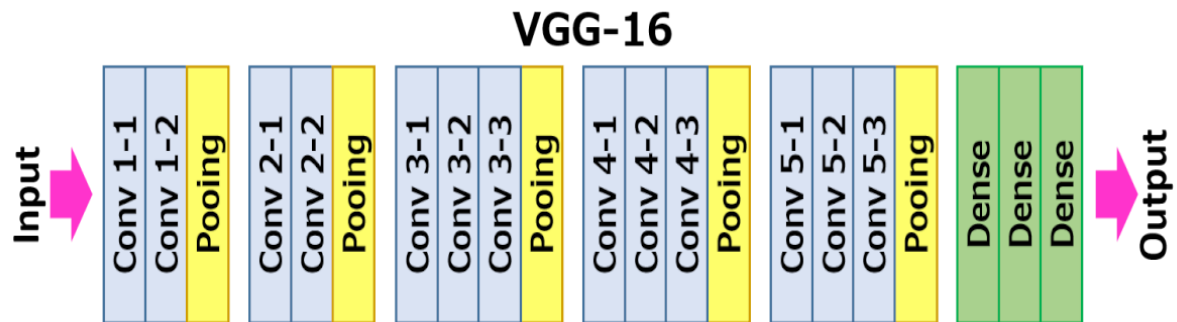 VGG-16
Input
Conv 1-1
Conv 1-2
Pooing
Conv 2-1
Conv 2-2
Pooing
Conv 3-1
Conv 3-2
Conv 3-3
Pooing
Conv 4-1
Conv 4-2
Conv 4-3
Pooing
Conv 5-1
Conv 5-2
Conv 5-3
Pooing
Dense
Dense
Dense
Output